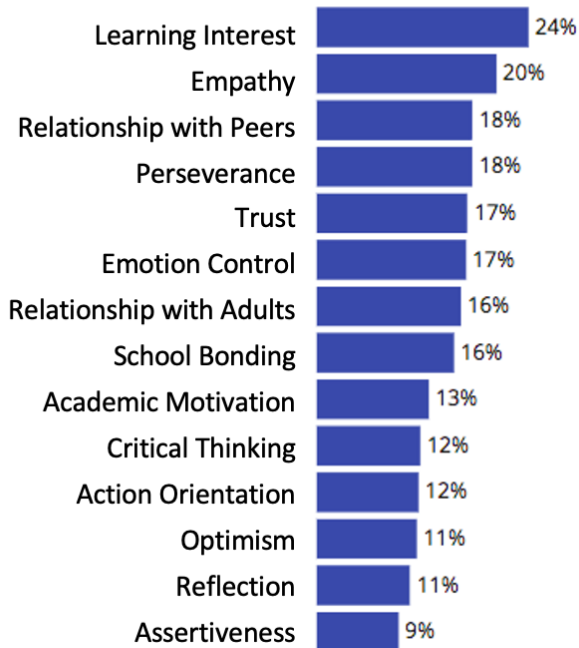 Learning Interest 24%
Empathy 20%
Relationship with Peers 18%
Perseverance 18%
Trust 17%
Emotion Control 17%
Relationship with Adults 16%
School Bonding 16%
Academic Motivation 13%
Critical Thinking 12%
Action Orientation 12%
Optimism 11%
Reflection 11%
Assertiveness 9%